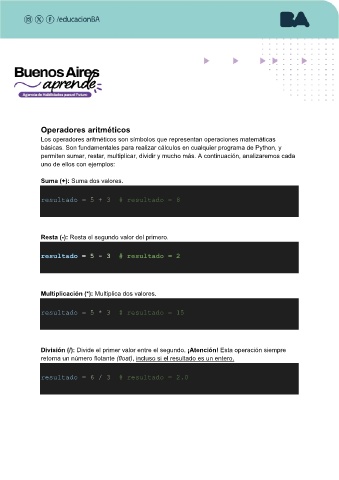 /educacionBA
BA
Buenos Aires
aprende
Agencia de Habilidades para el Futuro
Operadores aritméticos
Los operadores aritméticos son símbolos que representan operaciones matemáticas
básicas. Son fundamentales para realizar cálculos en cualquier programa de Python, y
permiten sumar, restar, multiplicar, dividir y mucho más. A continuación, analizaremos cada
uno de ellos con ejemplos:
Suma (+): Suma dos valores.
resultado = 5 + 3 # resultado = 8
Resta (-): Resta el segundo valor del primero.
resultado = 5 - 3 # resultado = 2
Multiplicación (*): Multiplica dos valores.
resultado = 5 * 3 # resultado = 15
División (/): Divide el primer valor entre el segundo. ¡Atención! Esta operación siempre
retorna un número flotante (float), incluso si el resultado es un entero.
resultado = 6 / 3 # resultado = 2.0